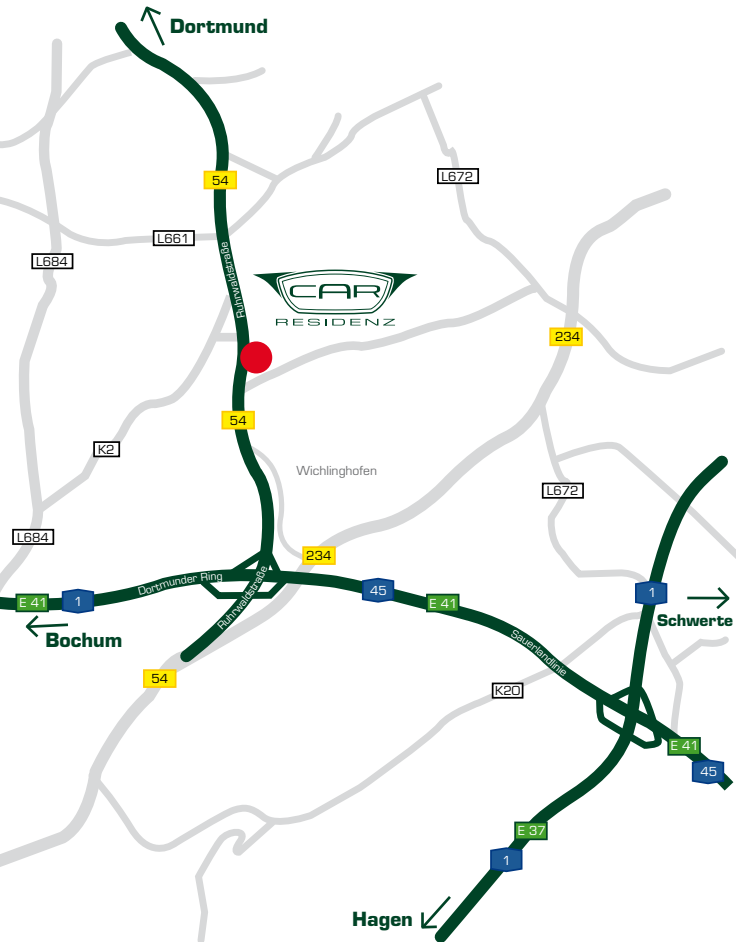 Dortmund
54
L672
L661
L684
Ruhrwaldstraße
CAR
RESIDENZ
234
54
K2
Wichlinghofen
L672
L684
234
Dortmunder Ring
45
1
E 41
1
E 41
Ruhrwaldstraße
Schwerte
Bochum
Sauerlandlinie
54
K20
E 41
45
E 37
1
Hagen